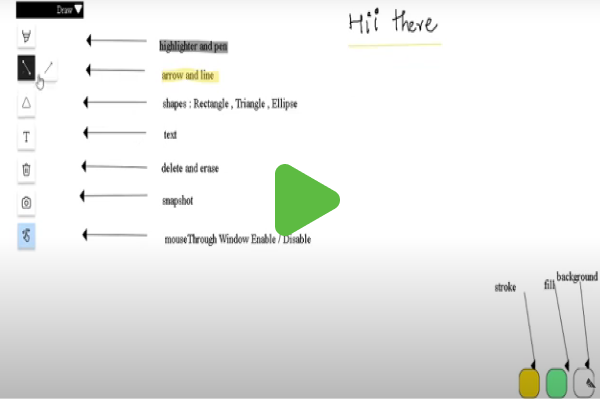 Draw
Hii there
highlighter and pen
arrow and line
shapes : Rectangle , Triangle , Ellipse
T
text
delete and erase
snapshot
mouseThrough Window Enable / Disable
stroke
fill
background